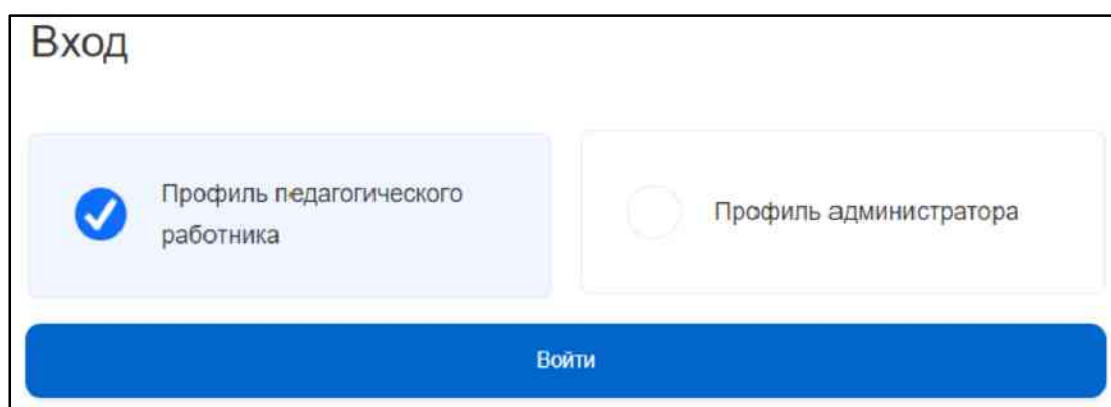 Вход
Профиль педагогического
работника
Профиль администратора
Войти